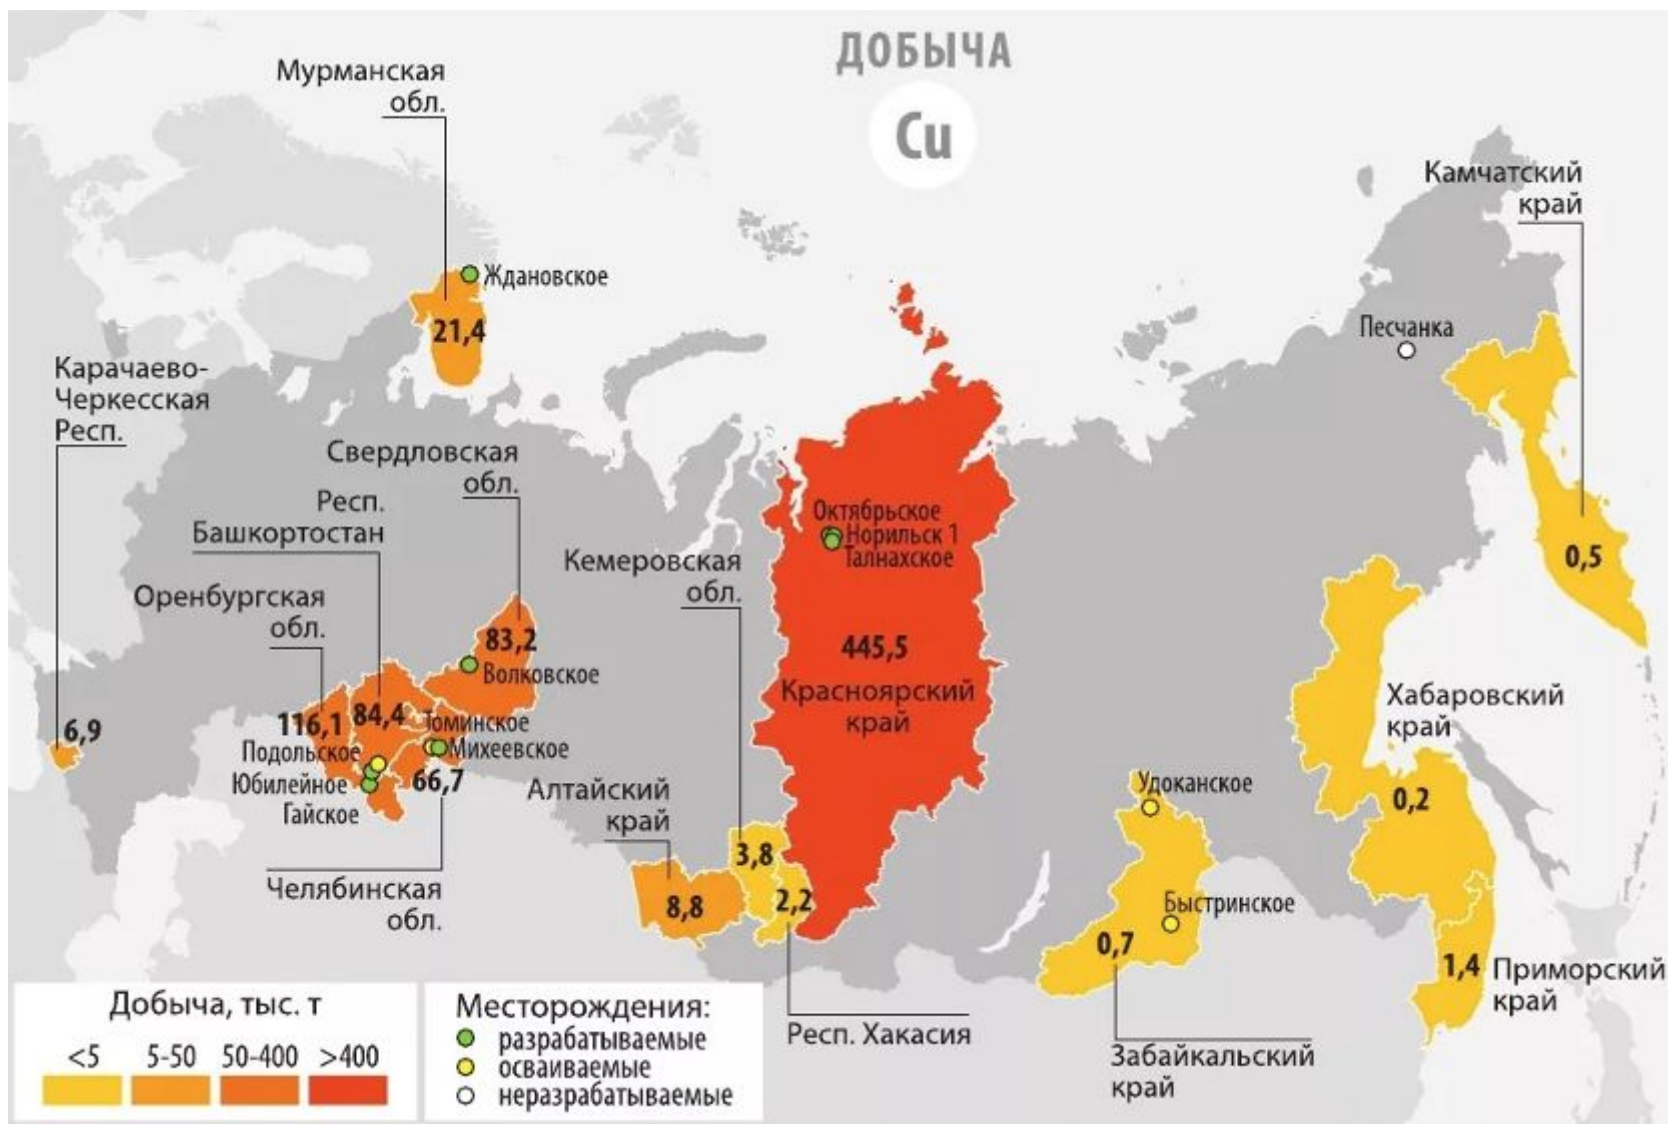 ДОБЫЧА
Cu
Мурманская
обл.
Ждановское
21,4
Камчатский
край
Песчанка
0,5
Карачаево-
Черкесская
Респ.
6,9
Свердловская
обл.
83,2
Волковское
Респ.
Башкортостан
84,4
Оренбургская
обл.
116,1
Томинское
Михеевское
Подольское
Юбилейное
Гайское
66,7
Челябинская
обл.
Кемеровская
обл.
3,8
Октябрьское
Норильск 1
Талнахское
445,5
Красноярский
край
Алтайский
край
8,8
2,2
Респ. Хакасия
Удоканское
Быстринское
0,7
Забайкальский
край
Хабаровский
край
0,2
1,4
Приморский
край
Добыча, тыс. т
<5 5-50 50-400 >400
Месторождения:
разрабатываемые
осваиваемые
неразрабатываемые